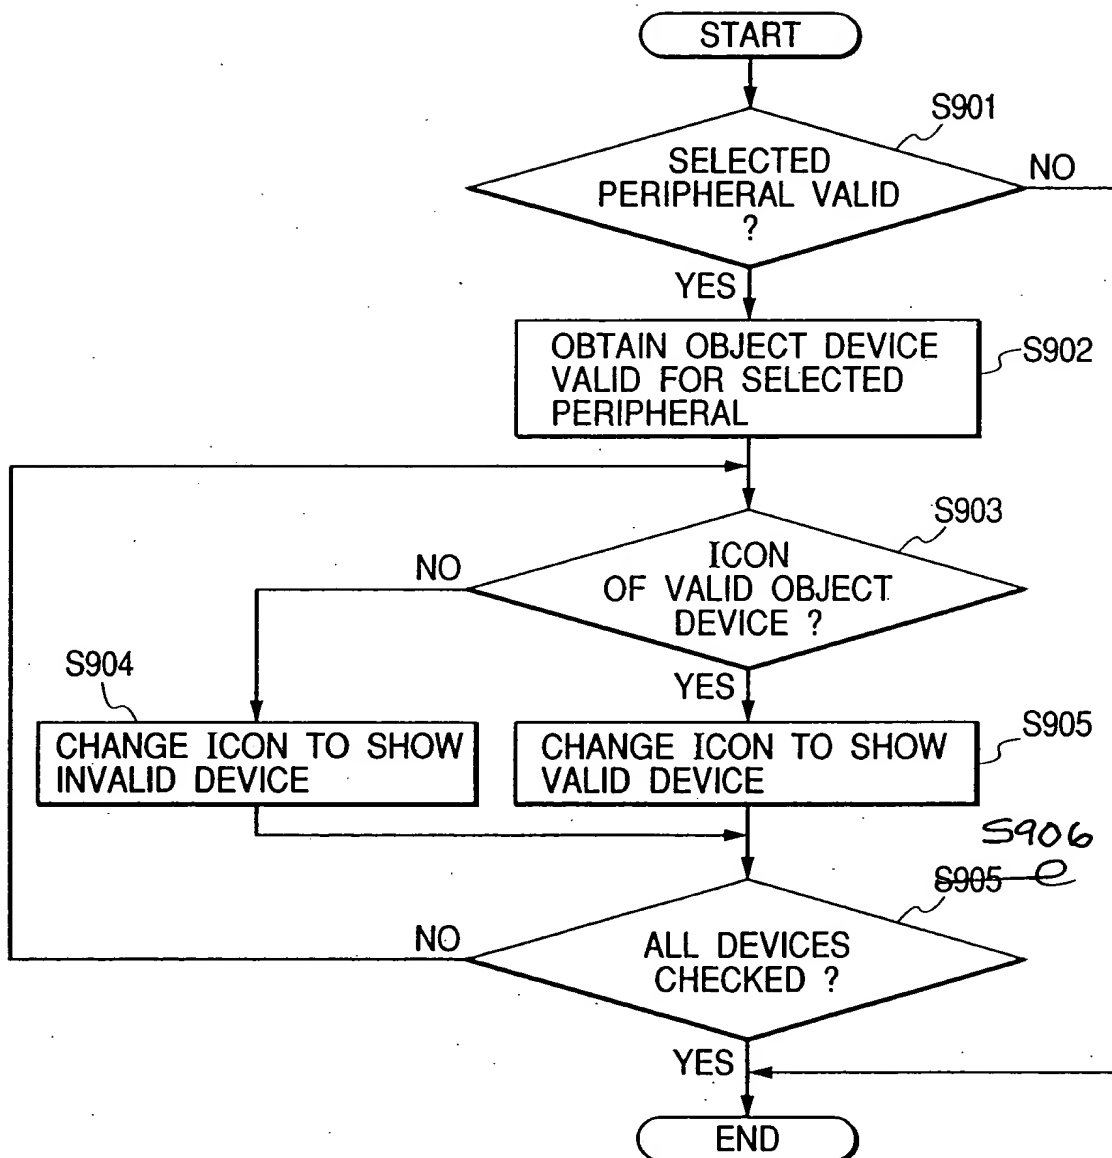 START
S901
SELECTED
PERIPHERAL VALID
?
NO
YES
OBTAIN OBJECT DEVICE
VALID FOR SELECTED
PERIPHERAL
S902
S903
ICON
OF VALID OBJECT
DEVICE ?
NO
YES
S904
CHANGE ICON TO SHOW
INVALID DEVICE
CHANGE ICON TO SHOW
VALID DEVICE
S905
S906
S905
ALL DEVICES
CHECKED ?
NO
YES
END